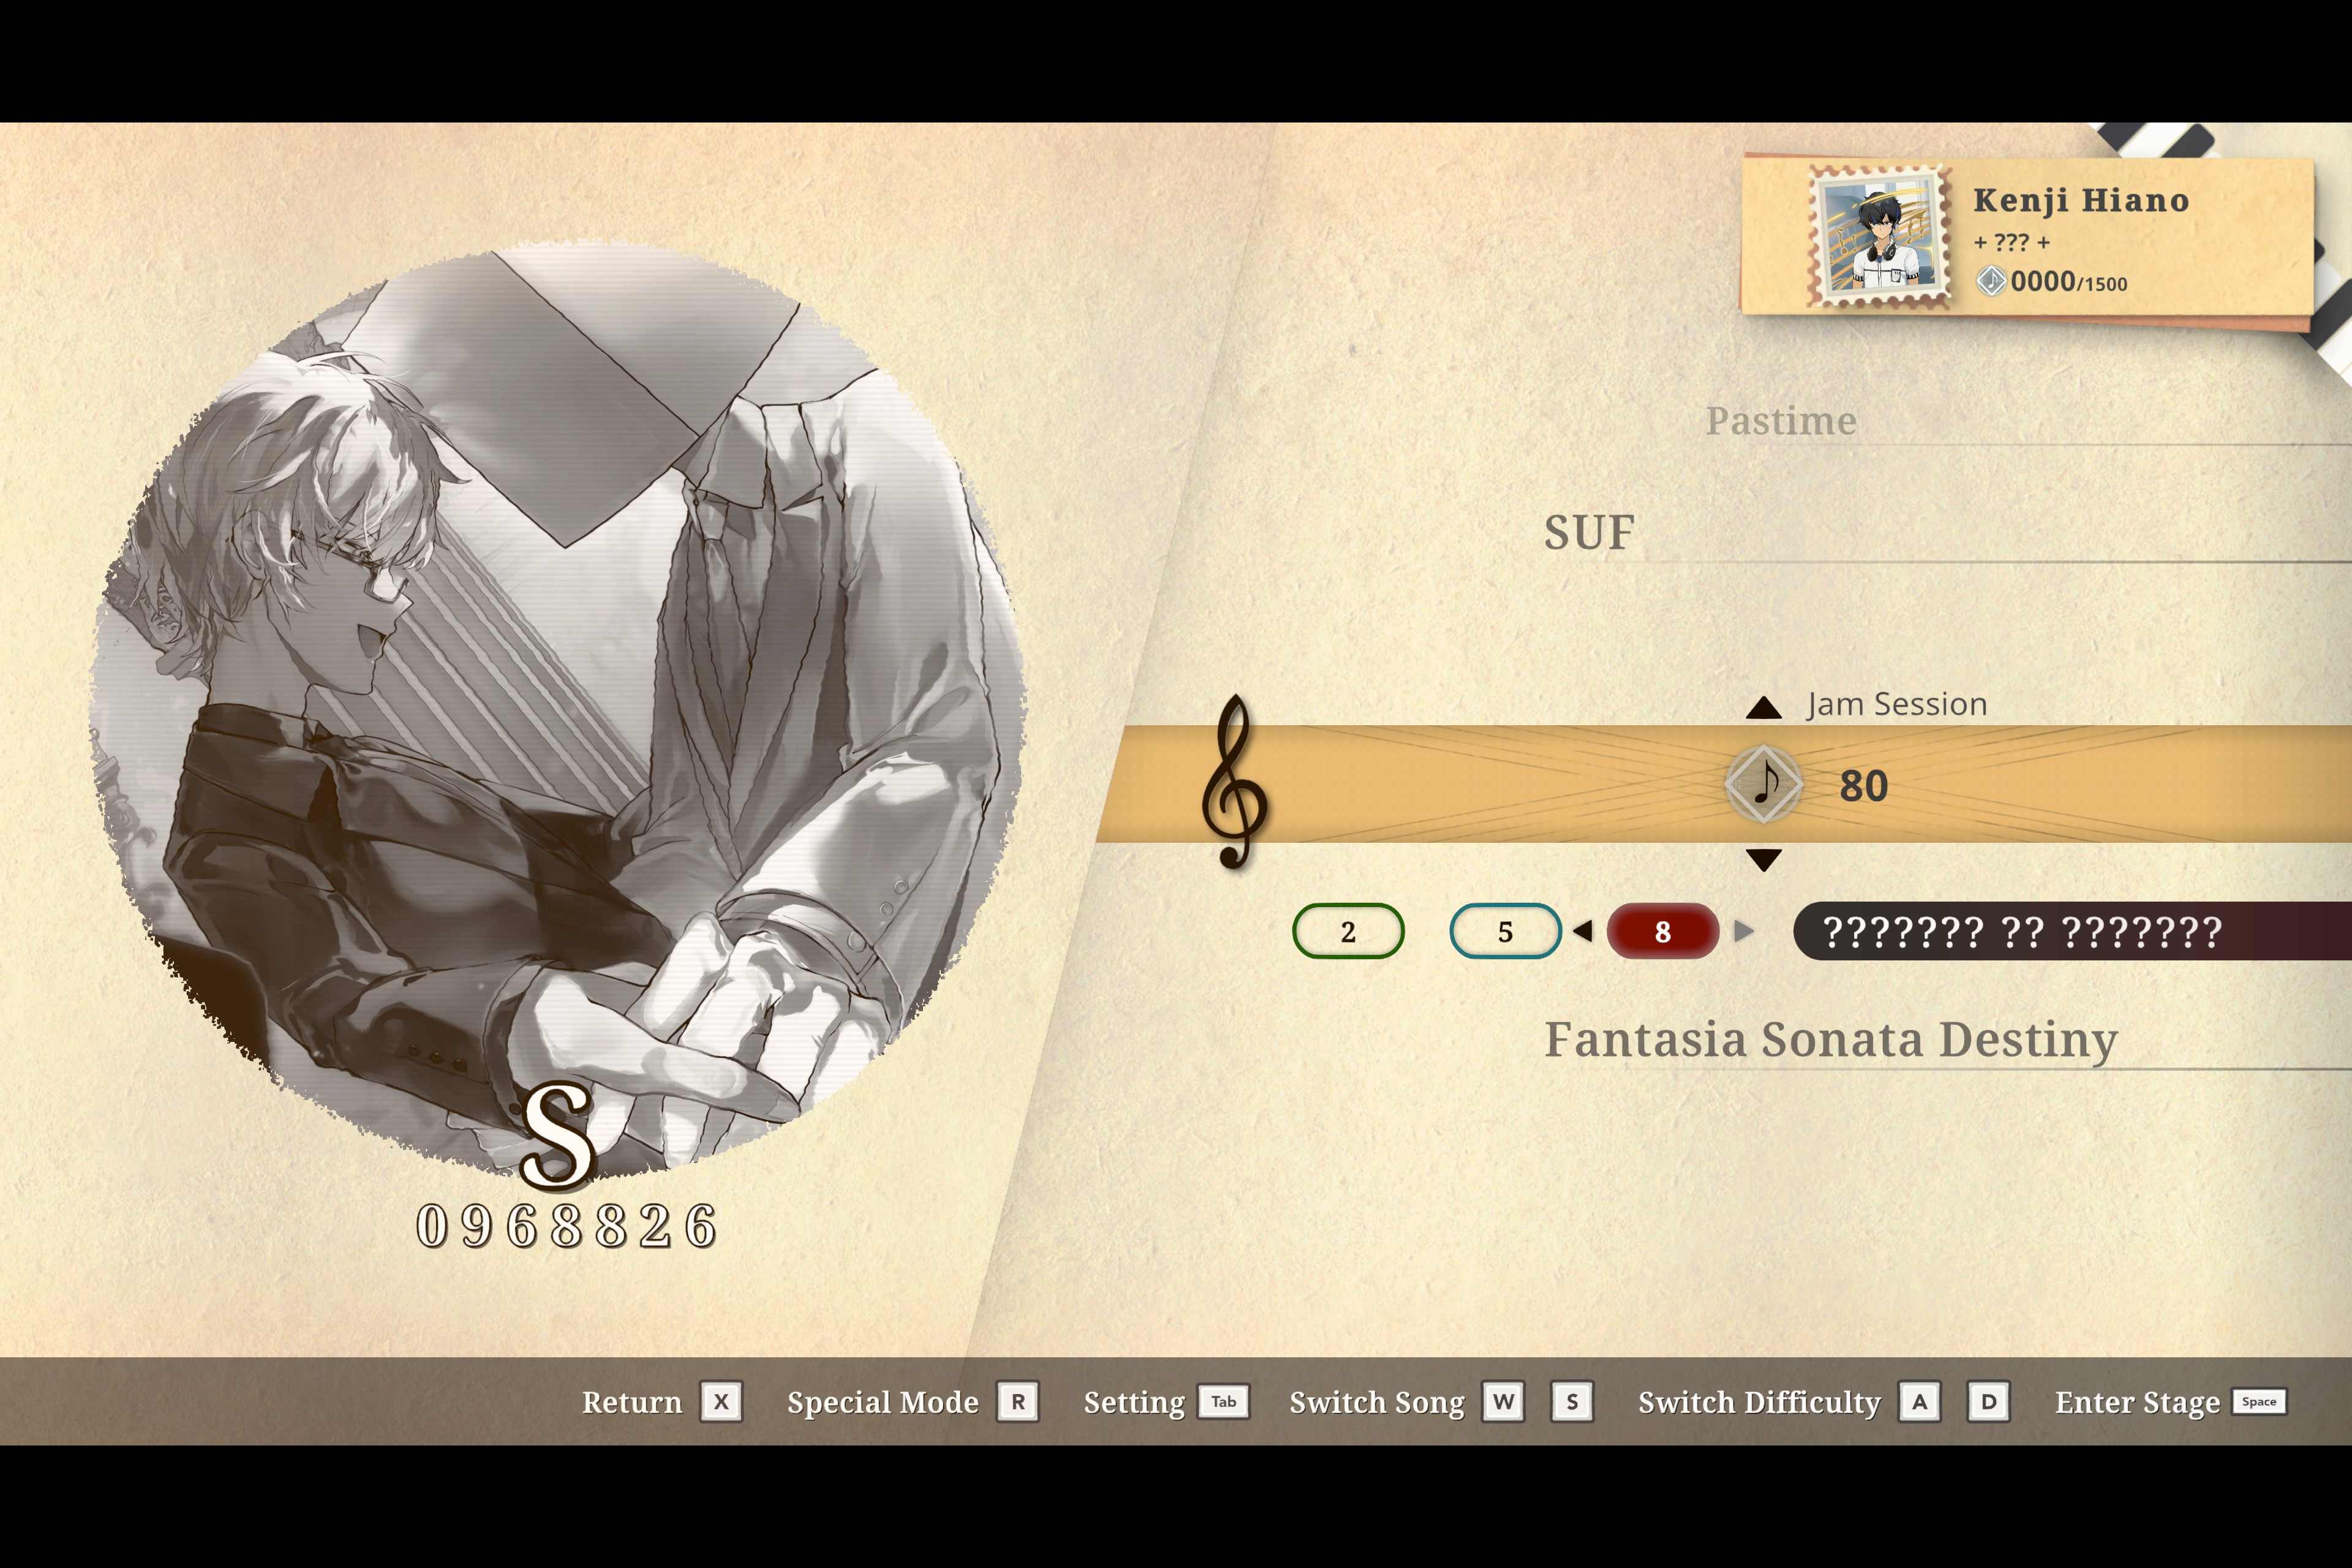 Kenji Hiano
+ ??? +
0000/1500
Pastime
SUF
Jam Session
80
2 5 8 ??????? ?? ???????
Fantasia Sonata Destiny
S
0968826
Return X Special Mode R Setting Tab Switch Song W S Switch Difficulty A D Enter Stage Space